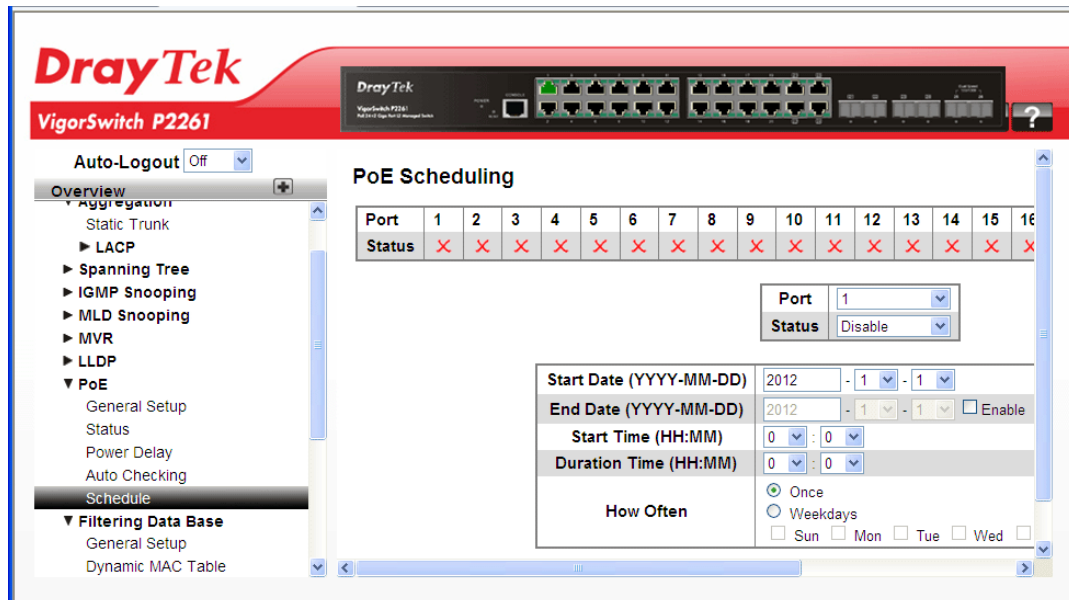 DrayTek
VigorSwitch P2261
DrayTek
VigorSwitch P2261
CONSOLE
POWER
?
Auto-Logout Off
Overview
Aggregation
Static Trunk
LACP
Spanning Tree
IGMP Snooping
MLD Snooping
MVR
LLDP
PoE
General Setup
Status
Power Delay
Auto Checking
Schedule
Filtering Data Base
General Setup
Dynamic MAC Table
PoE Scheduling
Port 1 2 3 4 5 6 7 8 9 10 11 12 13 14 15 16
Status
Port 1
Status Disable
Start Date (YYYY-MM-DD) 2012 - 1 - 1
End Date (YYYY-MM-DD) 2012 - 1 - 1 Enable
Start Time (HH:MM) 0 : 0
Duration Time (HH:MM) 0 : 0
How Often
Once
Weekdays
Sun Mon Tue Wed